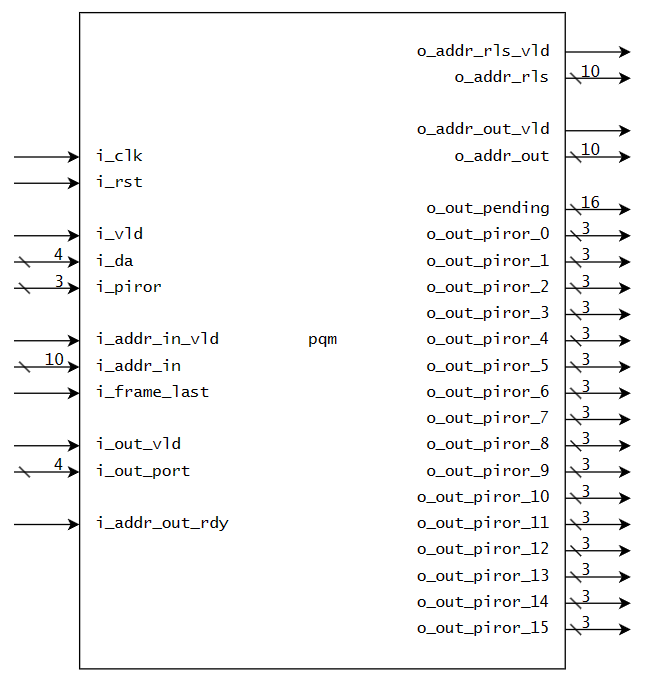 o_addr_rls_vld
o_addr_rls 10
o_addr_out_vld
i_clk o_addr_out 10
i_rst
o_out_pending 16
i_vld o_out_piror_0 3
4 i_da o_out_piror_1 3
3 i_piror o_out_piror_2 3
o_out_piror_3 3
i_addr_in_vld pqm o_out_piror_4 3
10 i_addr_in o_out_piror_5 3
i_frame_last o_out_piror_6 3
o_out_piror_7 3
i_out_vld o_out_piror_8 3
4 i_out_port o_out_piror_9 3
o_out_piror_10 3
i_addr_out_rdy o_out_piror_11 3
o_out_piror_12 3
o_out_piror_13 3
o_out_piror_14 3
o_out_piror_15 3